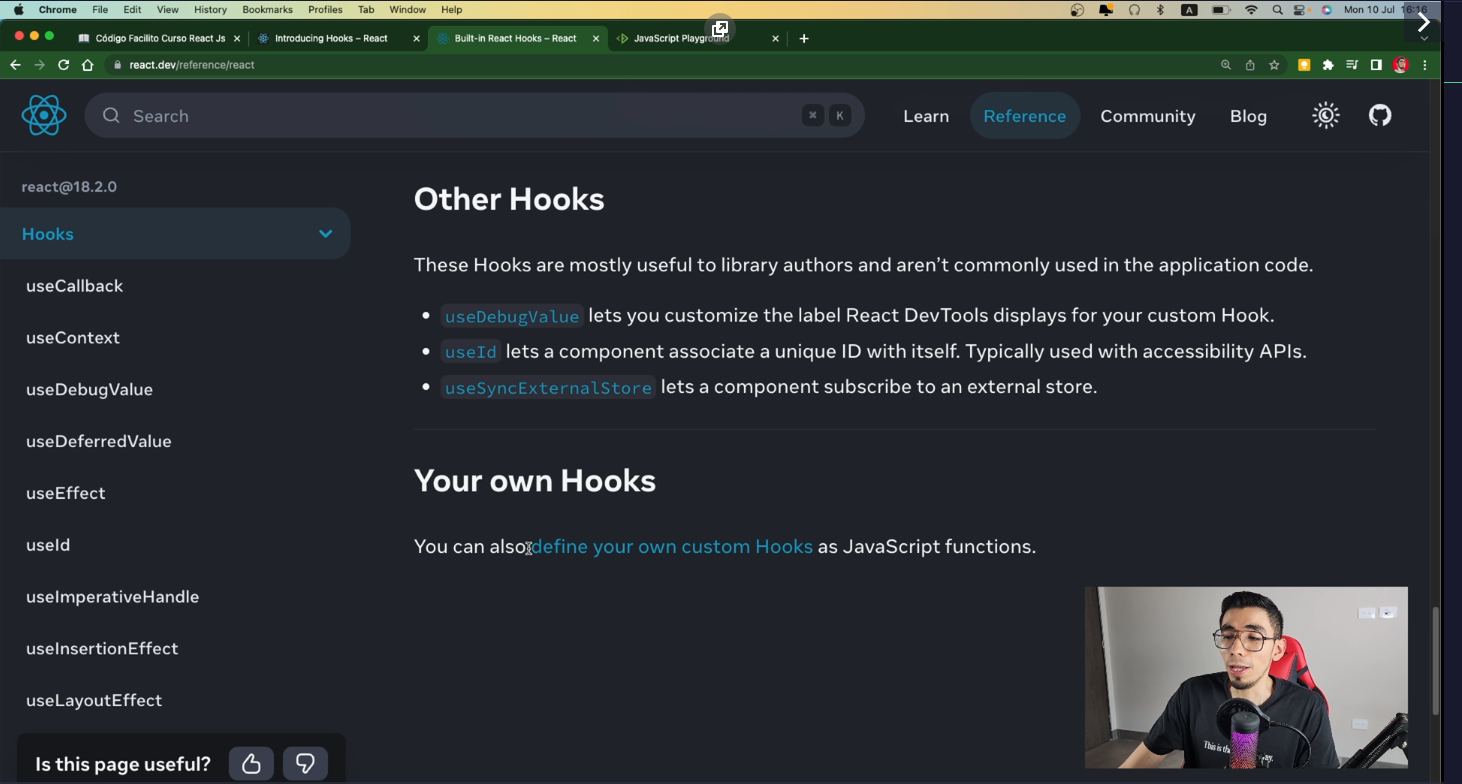 Chrome File Edit View History Bookmarks Profiles Tab Window Help A Mon 10 Jul 16:16
Código Facilito Curso React Js Introducing Hooks – React Built-in React Hooks – React JavaScript Playground
react.dev/reference/react
Search ⌘ K Learn Reference Community Blog
react@18.2.0
Hooks
useCallback
useContext
useDebugValue
useDeferredValue
useEffect
useId
useImperativeHandle
useInsertionEffect
useLayoutEffect
Is this page useful?
Other Hooks
These Hooks are mostly useful to library authors and aren’t commonly used in the application code.
• useDebugValue lets you customize the label React DevTools displays for your custom Hook.
• useId lets a component associate a unique ID with itself. Typically used with accessibility APIs.
• useSyncExternalStore lets a component subscribe to an external store.
Your own Hooks
You can also define your own custom Hooks as JavaScript functions.
This is the